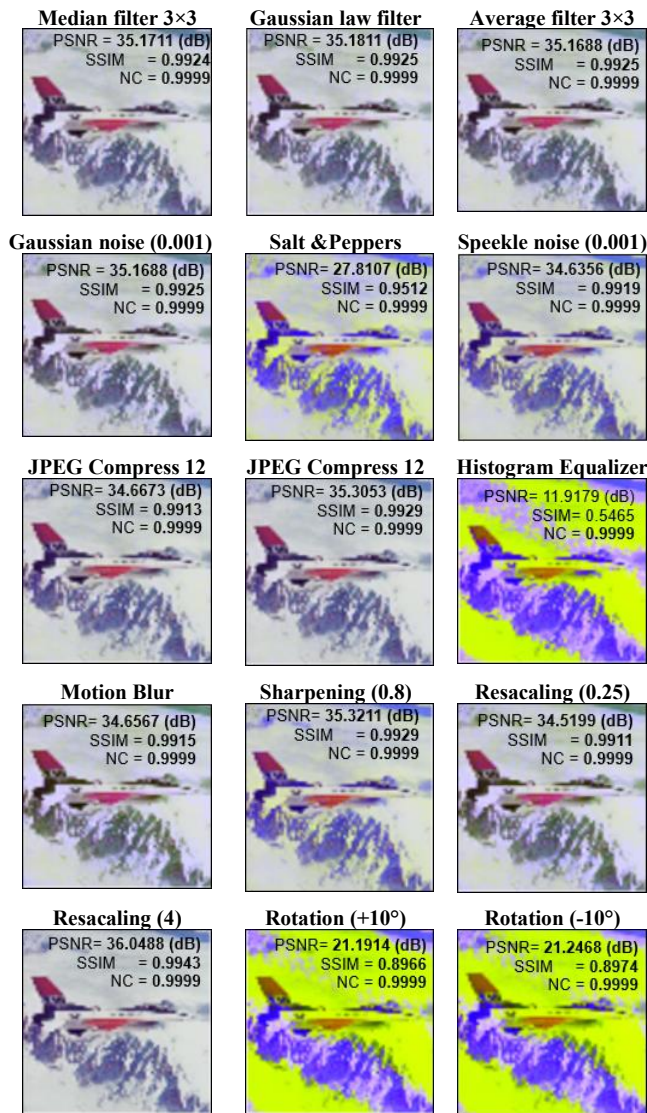 Median filter 3×3
PSNR = 35.1711 (dB)
SSIM = 0.9924
NC = 0.9999
Gaussian law filter
PSNR = 35.1811 (dB)
SSIM = 0.9925
NC = 0.9999
Average filter 3×3
PSNR = 35.1688 (dB)
SSIM = 0.9925
NC = 0.9999
Gaussian noise (0.001)
PSNR = 35.1688 (dB)
SSIM = 0.9925
NC = 0.9999
Salt &Peppers
PSNR= 27.8107 (dB)
SSIM = 0.9512
NC = 0.9999
Speekle noise (0.001)
PSNR = 34.6356 (dB)
SSIM = 0.9919
NC = 0.9999
JPEG Compress 12
PSNR= 34.6673 (dB)
SSIM = 0.9913
NC = 0.9999
JPEG Compress 12
PSNR = 35.3053 (dB)
SSIM = 0.9929
NC = 0.9999
Histogram Equalizer
PSNR= 11.9179 (dB)
SSIM= 0.5465
NC = 0.9999
Motion Blur
PSNR= 34.6567 (dB)
SSIM = 0.9915
NC = 0.9999
Sharpening (0.8)
PSNR= 35.3211 (dB)
SSIM = 0.9929
NC = 0.9999
Resacaling (0.25)
PSNR = 34.5199 (dB)
SSIM = 0.9911
NC = 0.9999
Resacaling (4)
PSNR= 36.0488 (dB)
SSIM = 0.9943
NC = 0.9999
Rotation (+10°)
PSNR= 21.1914 (dB)
SSIM = 0.8966
NC = 0.9999
Rotation (-10°)
PSNR = 21.2468 (dB)
SSIM = 0.8974
NC = 0.9999